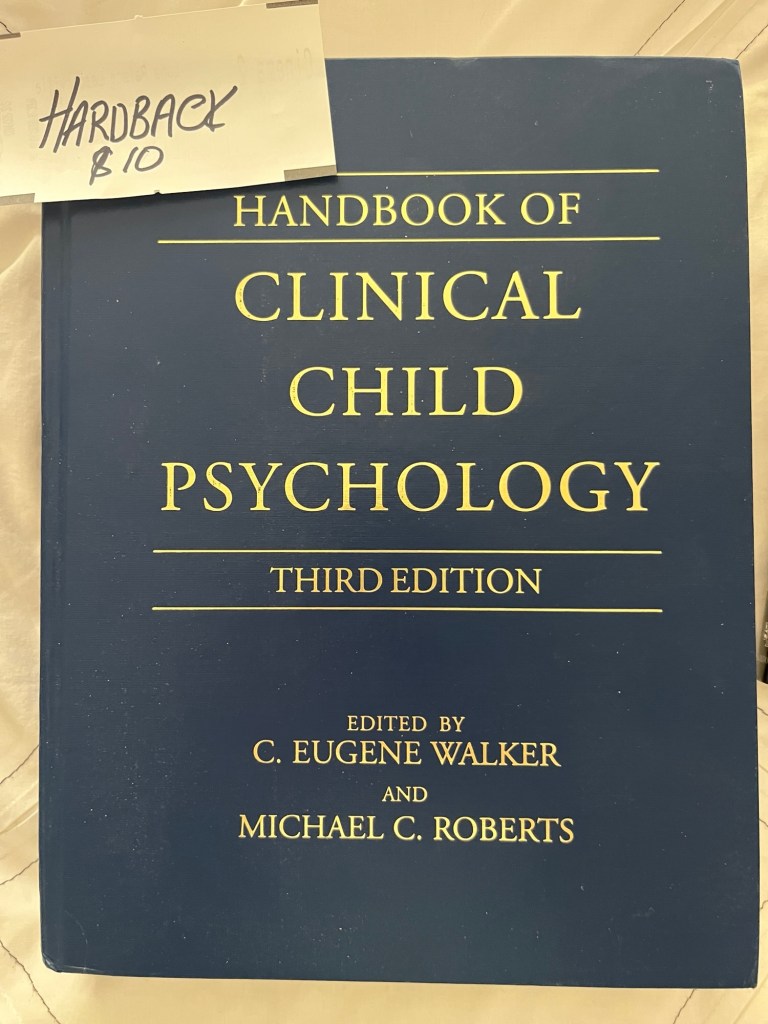 HARDBACK
$10
HANDBOOK OF
CLINICAL
CHILD
PSYCHOLOGY
THIRD EDITION
EDITED BY
C. EUGENE WALKER
AND
MICHAEL C. ROBERTS